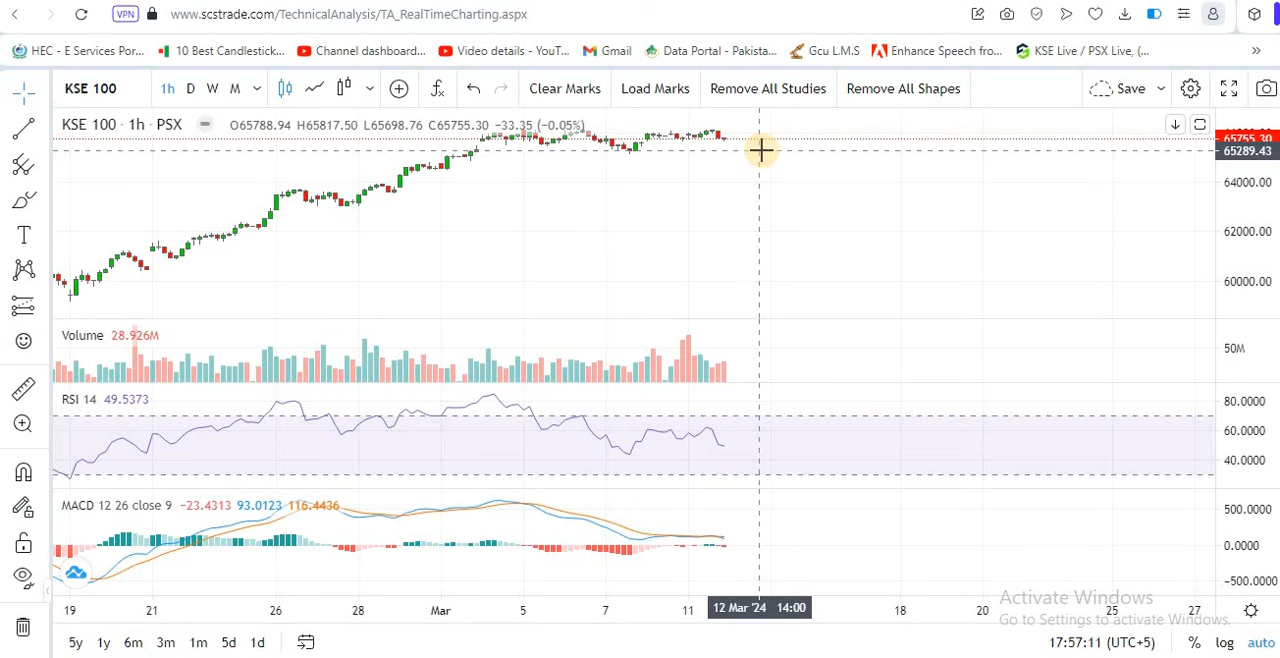 VPN www.scstrade.com/TechnicalAnalysis/TA_RealTimeCharting.aspx
HEC - E Services Por... 10 Best Candlestick... Channel dashboard... Video details - YouT... Gmail Data Portal - Pakista... Gcu L.M.S Enhance Speech fro... KSE Live / PSX Live, (... »
KSE 100 1h D W M Clear Marks Load Marks Remove All Studies Remove All Shapes Save
KSE 100 · 1h · PSX O65788.94 H65817.50 L65698.76 C65755.30 −33.35 (−0.05%)
65755.30
65289.43
64000.00
62000.00
60000.00
Volume 28.926M
50M
RSI 14 49.5373
80.0000
60.0000
40.0000
MACD 12 26 close 9 −23.4313 93.0123 116.4436
500.0000
0.0000
−500.0000
19 21 26 28 Mar 5 7 11 12 Mar '24 14:00 18 20 25 27
Activate Windows
Go to Settings to activate Windows.
5y 1y 6m 3m 1m 5d 1d 17:57:11 (UTC+5) % log auto